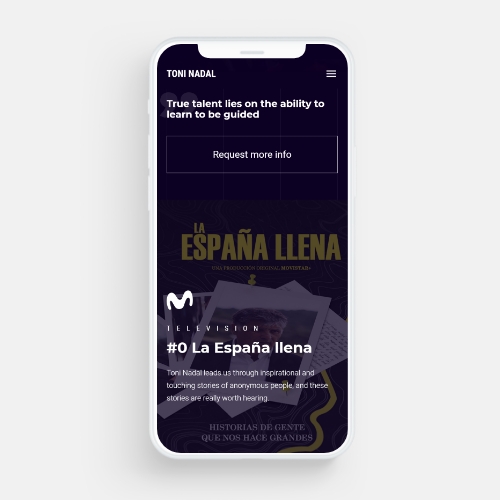 TONI NADAL
True talent lies on the ability to
learn to be guided
Request more info
LA
ESPAÑA LLENA
UNA PRODUCCIÓN ORIGINAL MOVISTAR+
TELEVISION
#0 La España llena
Toni Nadal leads us through inspirational and
touching stories of anonymous people, and these
stories are really worth hearing.
HISTORIAS DE GENTE
QUE NOS HACE GRANDES